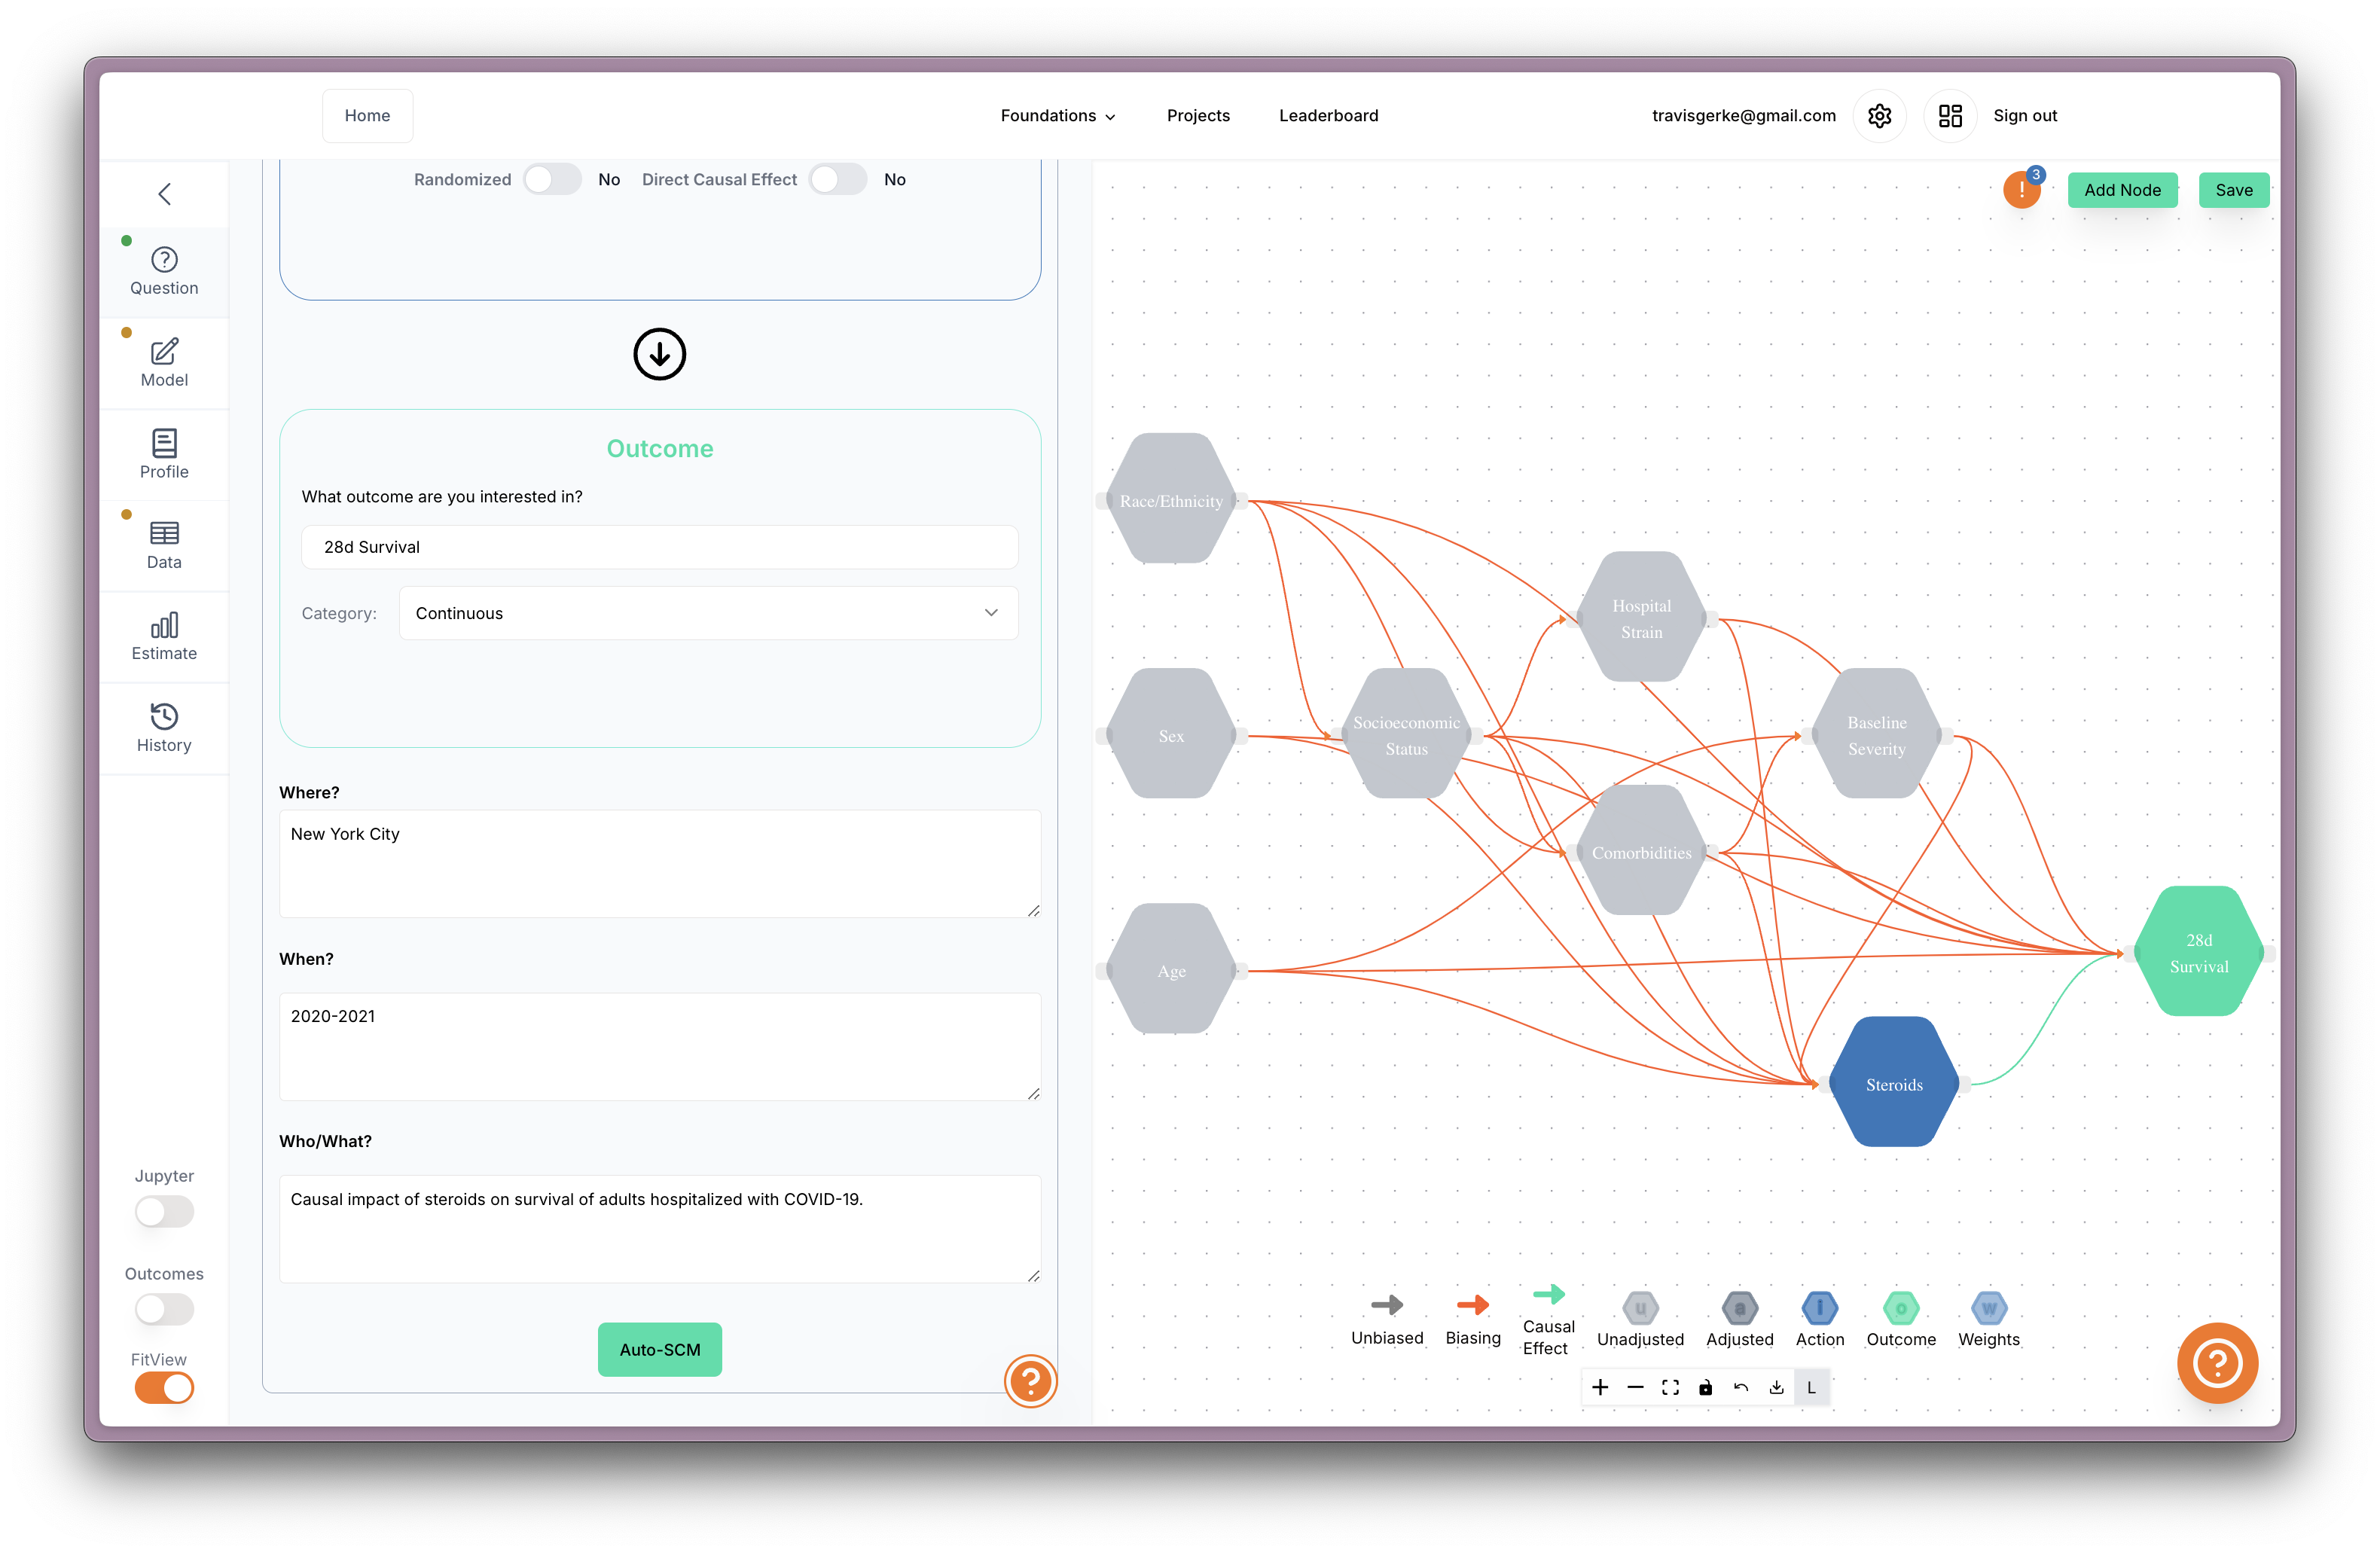 Home
Foundations
Projects
Leaderboard
travisgerke@gmail.com
Sign out
Question
Model
Profile
Data
Estimate
History
Jupyter
Outcomes
FitView
Randomized
No
Direct Causal Effect
No
Outcome
What outcome are you interested in?
28d Survival
Category:
Continuous
Where?
New York City
When?
2020-2021
Who/What?
Causal impact of steroids on survival of adults hospitalized with COVID-19.
Auto-SCM
?
!
3
Add Node
Save
Race/Ethnicity
Hospital
Strain
Sex
Socioeconomic
Status
Baseline
Severity
Comorbidities
Age
28d
Survival
Steroids
Unbiased
Biasing
Causal
Effect
u
Unadjusted
a
Adjusted
i
Action
o
Outcome
w
Weights
L
?